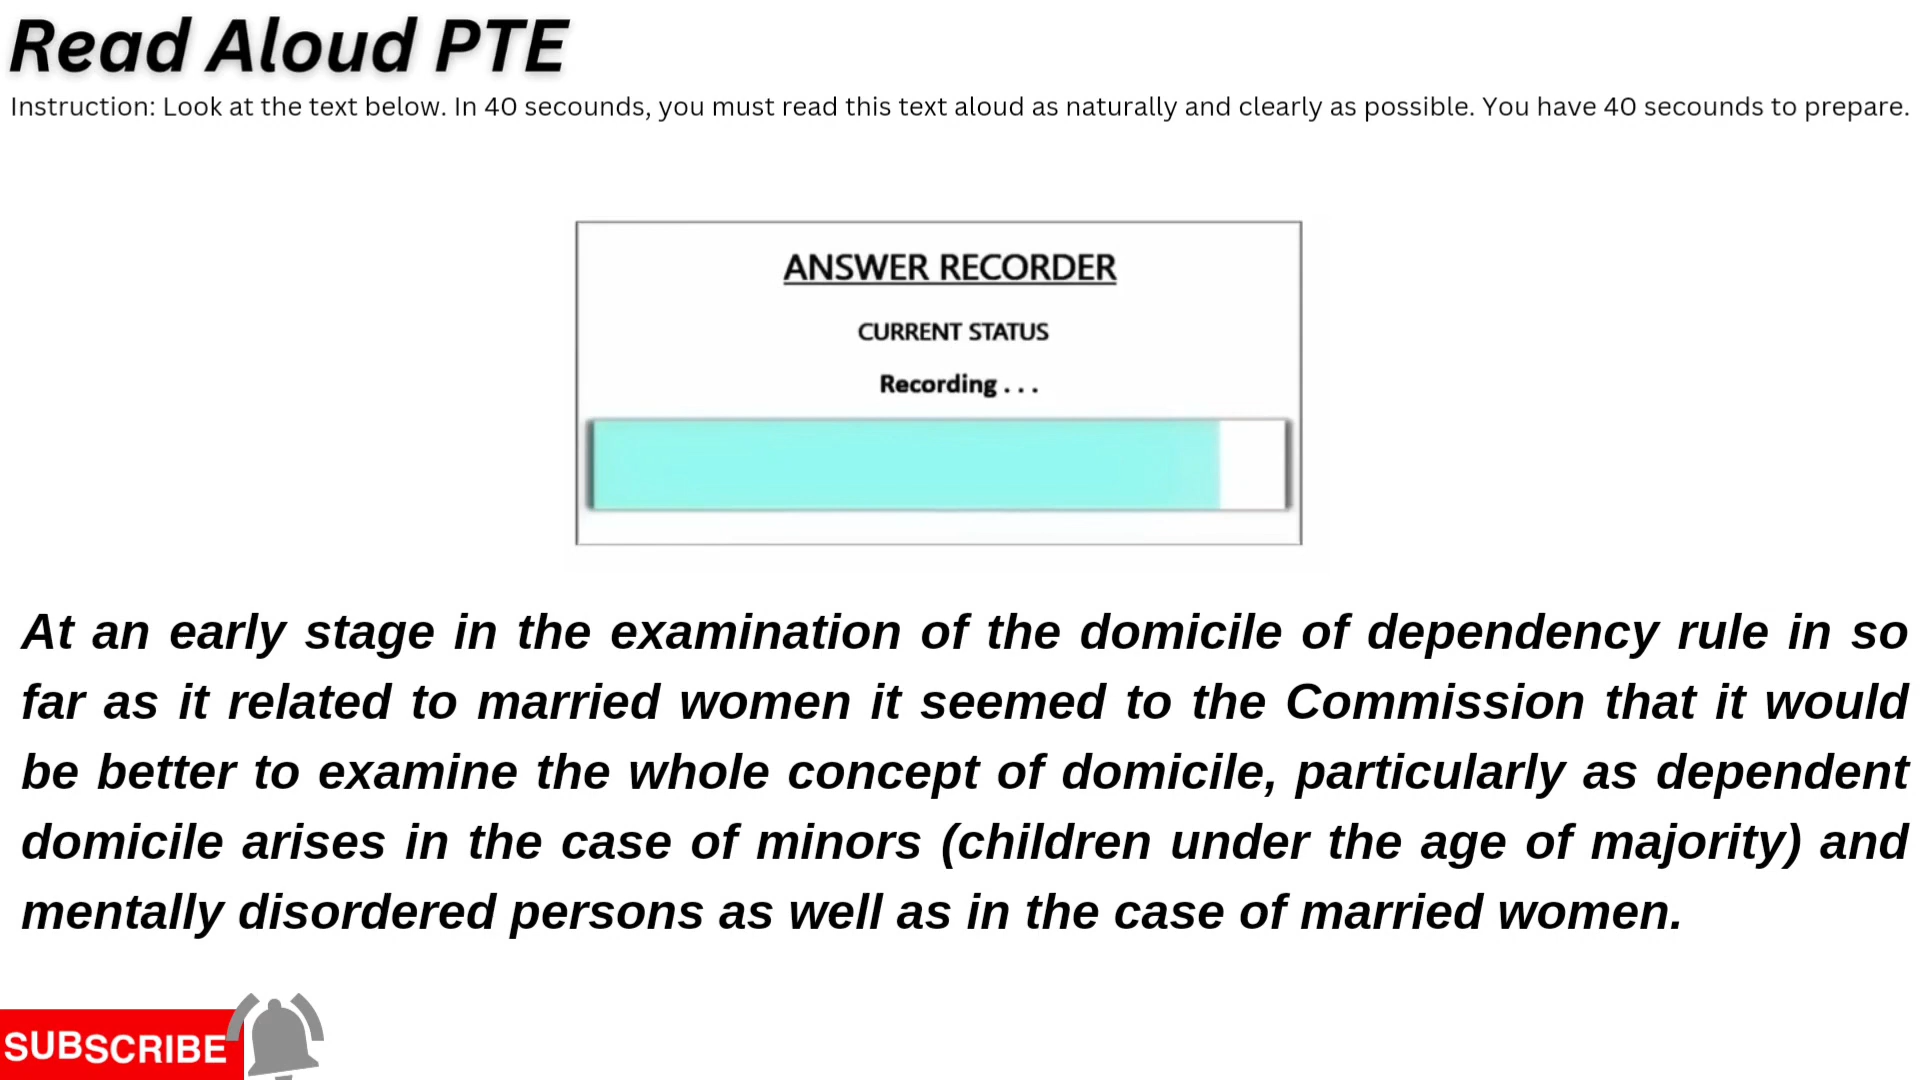 Read Aloud PTE
Instruction: Look at the text below. In 40 secounds, you must read this text aloud as naturally and clearly as possible. You have 40 secounds to prepare.
ANSWER RECORDER
CURRENT STATUS
Recording . . .
At an early stage in the examination of the domicile of dependency rule in so
far as it related to married women it seemed to the Commission that it would
be better to examine the whole concept of domicile, particularly as dependent
domicile arises in the case of minors (children under the age of majority) and
mentally disordered persons as well as in the case of married women.
SUBSCRIBE